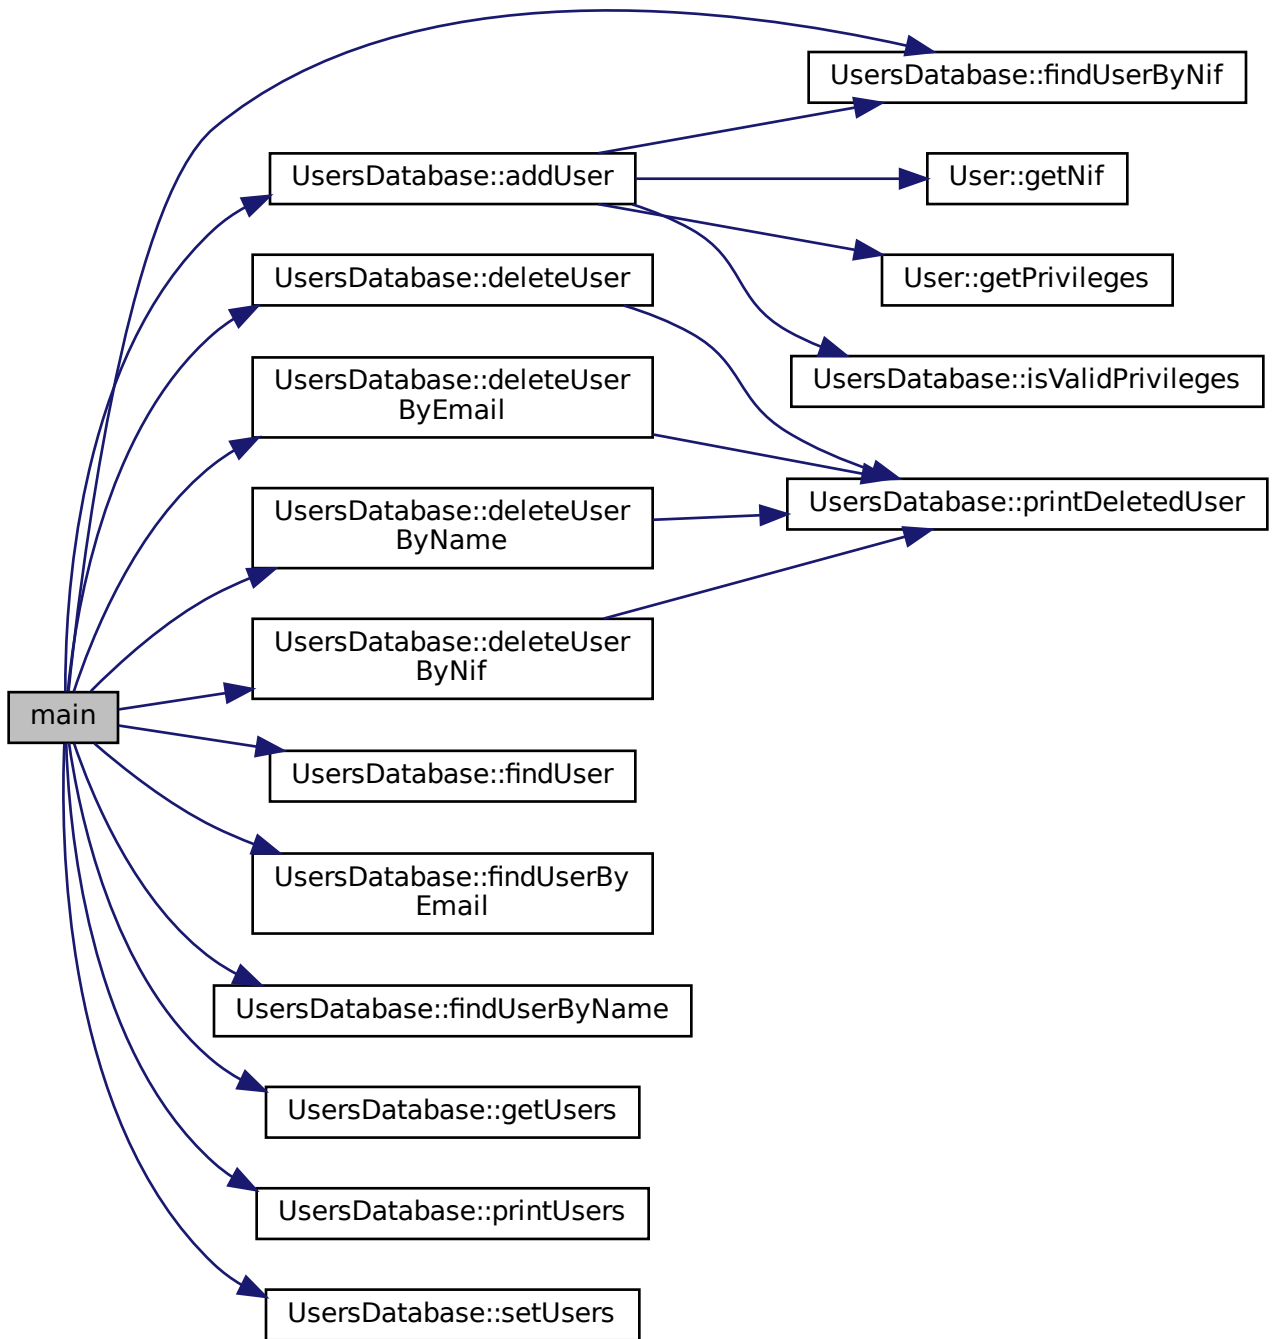 UsersDatabase::findUserByNif
UsersDatabase::addUser
User::getNif
UsersDatabase::deleteUser
User::getPrivileges
UsersDatabase::deleteUser
ByEmail
UsersDatabase::isValidPrivileges
UsersDatabase::deleteUser
ByName
UsersDatabase::printDeletedUser
UsersDatabase::deleteUser
ByNif
main
UsersDatabase::findUser
UsersDatabase::findUserBy
Email
UsersDatabase::findUserByName
UsersDatabase::getUsers
UsersDatabase::printUsers
UsersDatabase::setUsers